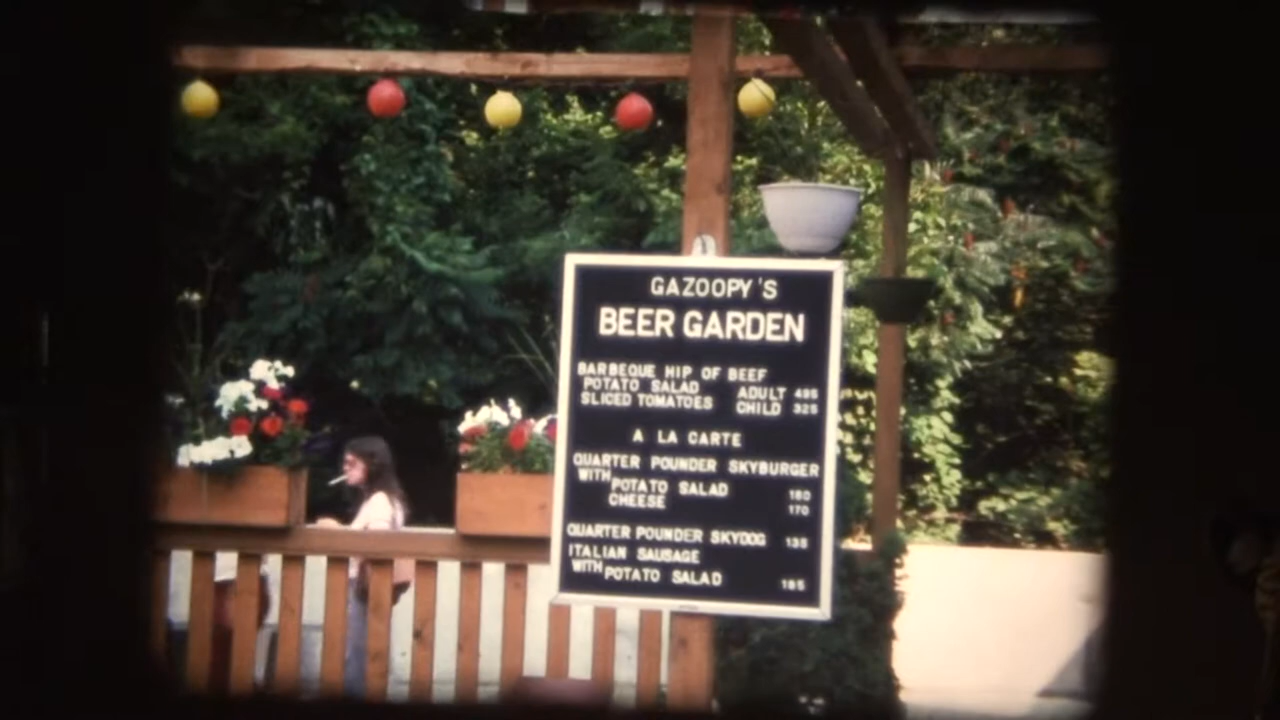 GAZOOPY'S
BEER GARDEN
BARBEQUE HIP OF BEEF
POTATO SALAD ADULT 495
SLICED TOMATOES CHILD 325
A LA CARTE
QUARTER POUNDER SKYBURGER
WITH POTATO SALAD 160
CHEESE 170
QUARTER POUNDER SKYDOG 135
ITALIAN SAUSAGE
WITH POTATO SALAD 185